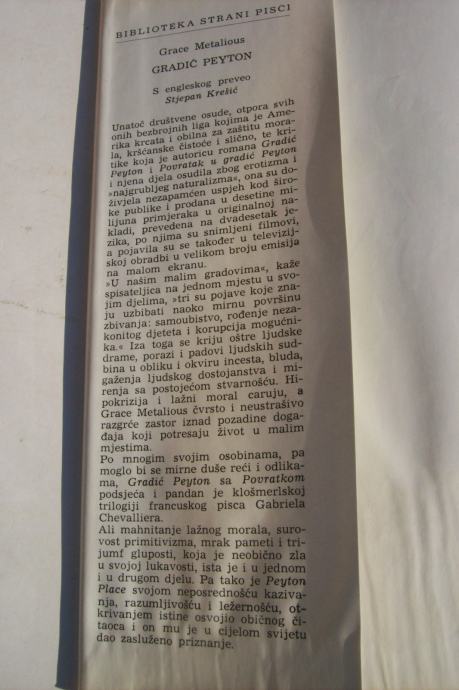 BIBLIOTEKA STRANI PISCI
Grace Metalious
GRADIĆ PEYTON
S engleskog preveo
Stjepan Krešić
Unatoč društvene osude, otpora svih
onih bezbrojnih liga kojima je Ame-
rika krcata i obilna za zaštitu mora-
la, kršćanske čistoće i slično, te kri-
tike koja je autoricu romana Gradić
Peyton i Povratak u gradić Peyton
i njena djela osudila zbog erotizma i
»najgrubljeg naturalizma«, ona su do-
živjela nezapamćen uspjeh kod širo-
ke publike i prodana u desetine mi-
lijuna primjeraka u originalnoj na-
kladi, prevedena na dvadesetak je-
zika, po njima su snimljeni filmovi,
a pojavila su se također u televizij-
skoj obradbi u velikom broju emisija
na malom ekranu.
»U našim malim gradovima«, kaže
spisateljica na jednom mjestu u svo-
jim djelima, »tri su pojave koje zna-
ju uzbibati naoko mirnu površinu
zbivanja: samoubistvo, rođenje neza-
konitog djeteta i korupcija mogućni-
ka.« Iza toga se kriju oštre ljudske
drame, porazi i padovi ljudskih sud-
bina u obliku i okviru incesta, bluda,
gaženja ljudskog dostojanstva i mi-
renja sa postojećom stvarnošću. Hi-
pokrizija i lažni moral caruju, a
Grace Metalious čvrsto i neustrašivo
razgrće zastor iznad pozadine doga-
đaja koji potresaju život u malim
mjestima.
Po mnogim svojim osobinama, pa
moglo bi se mirne duše reći i odlika-
ma, Gradić Peyton sa Povratkom
podsjeća i pandan je klošmerlskoj
trilogiji francuskog pisca Gabriela
Chevalliera.
Ali mahnitanje lažnog morala, suro-
vost primitivizma, mrak pameti i tri-
jumf gluposti, koja je neobično zla
u svojoj lukavosti, ista je i u jednom
i u drugom djelu. Pa tako je Peyton
Place svojom neposrednošću kaziva-
nja, razumljivošću i ležernošću, ot-
krivanjem istine osvojio običnog či-
taoca i on mu je u cijelom svijetu
dao zasluženo priznanje.